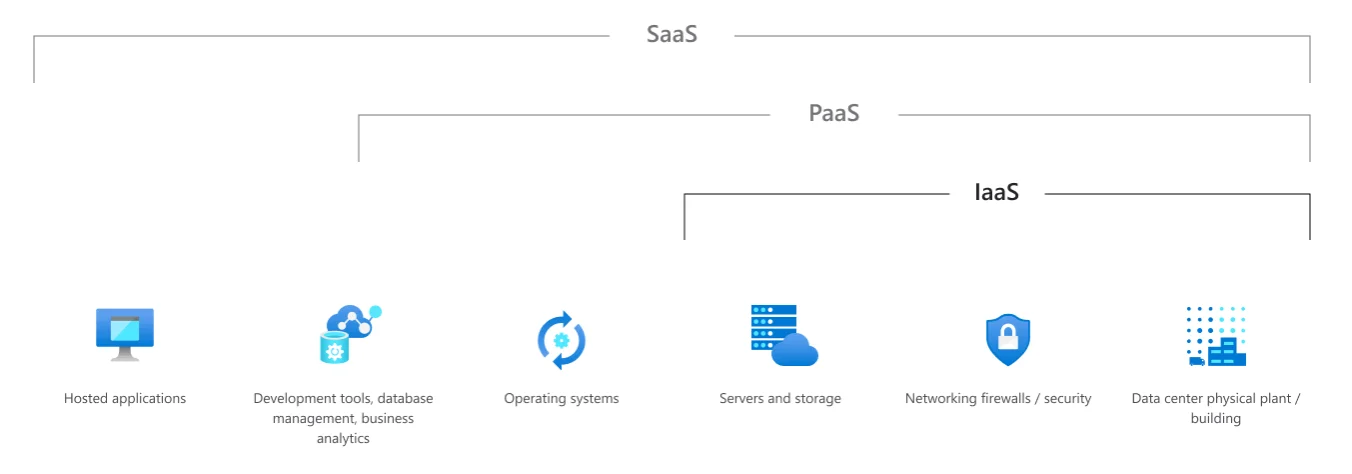 SaaS
PaaS
IaaS
Hosted applications
Development tools, database
management, business
analytics
Operating systems
Servers and storage
Networking firewalls / security
Data center physical plant /
building